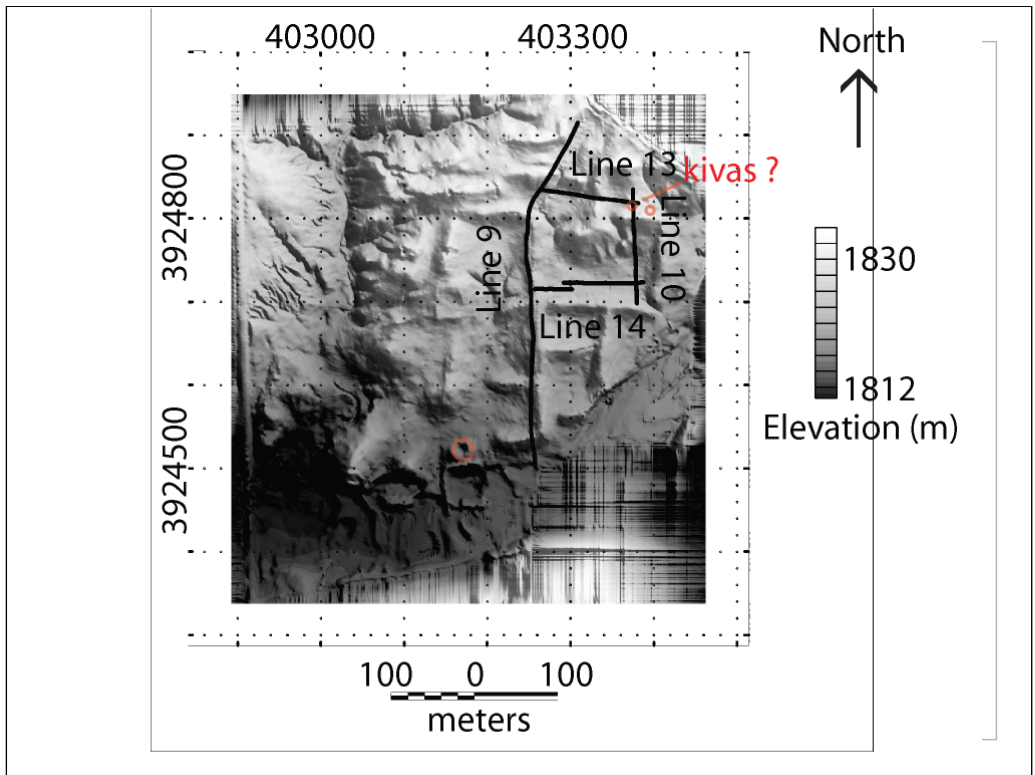 403000 403300
North
Line 13
kivas ?
3924800
Line 9
Line 10
1830
Line 14
1812
Elevation (m)
3924500
100 0 100
meters